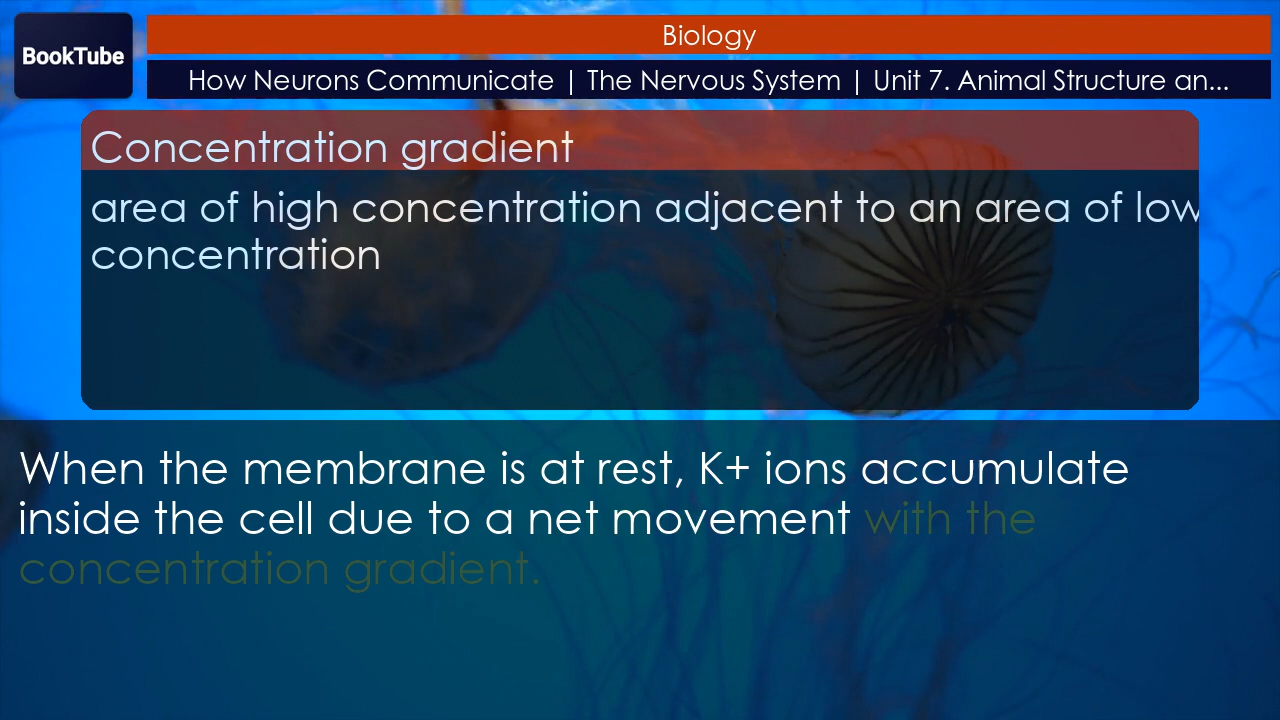 BookTube
Biology
How Neurons Communicate | The Nervous System | Unit 7. Animal Structure an...
Concentration gradient
area of high concentration adjacent to an area of low
concentration
When the membrane is at rest, K+ ions accumulate
inside the cell due to a net movement with the
concentration gradient.